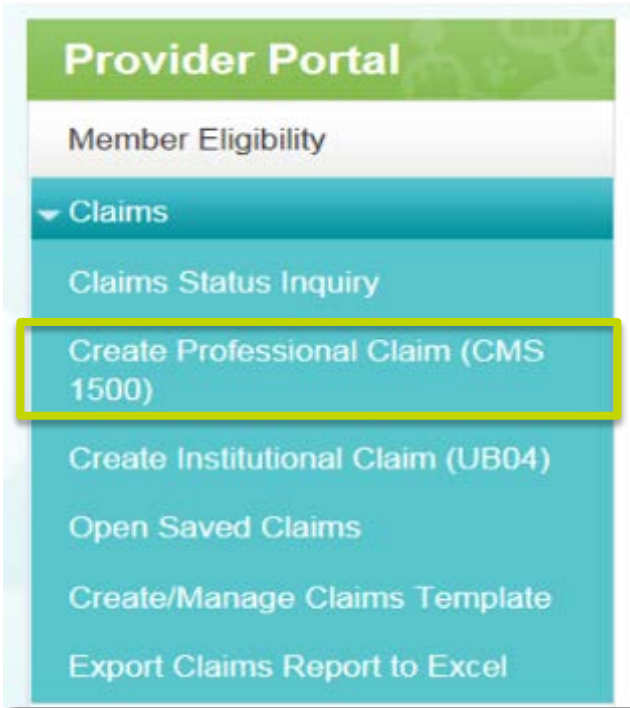 Provider Portal
Member Eligibility
Claims
Claims Status Inquiry
Create Professional Claim (CMS
1500)
Create Institutional Claim (UB04)
Open Saved Claims
Create/Manage Claims Template
Export Claims Report to Excel